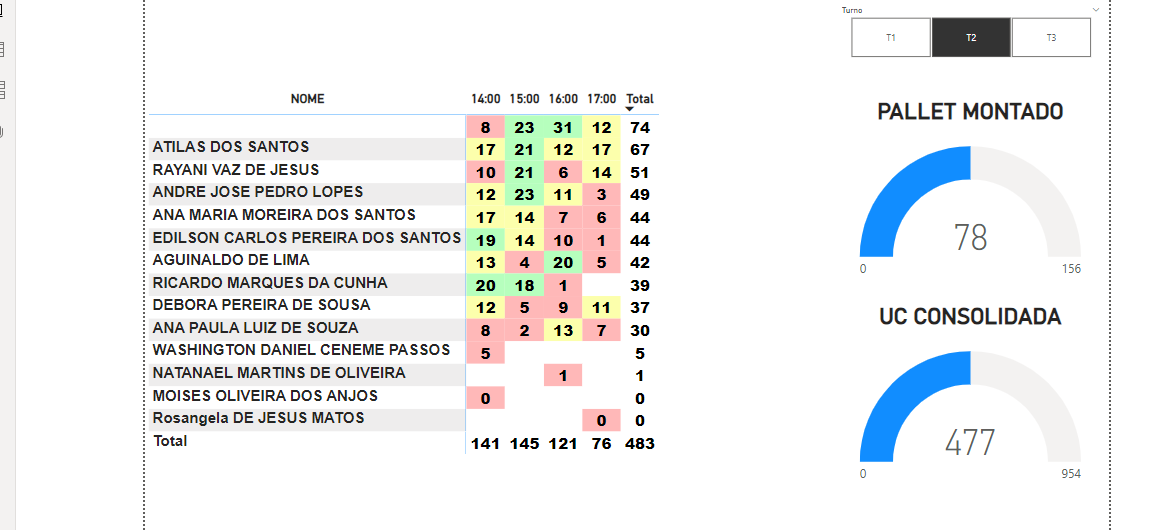 Turno
T1 T2 T3
NOME 14:00 15:00 16:00 17:00 Total
8 23 31 12 74
ATILAS DOS SANTOS 17 21 12 17 67
RAYANI VAZ DE JESUS 10 21 6 14 51
ANDRE JOSE PEDRO LOPES 12 23 11 3 49
ANA MARIA MOREIRA DOS SANTOS 17 14 7 6 44
EDILSON CARLOS PEREIRA DOS SANTOS 19 14 10 1 44
AGUINALDO DE LIMA 13 4 20 5 42
RICARDO MARQUES DA CUNHA 20 18 1 39
DEBORA PEREIRA DE SOUSA 12 5 9 11 37
ANA PAULA LUIZ DE SOUZA 8 2 13 7 30
WASHINGTON DANIEL CENEME PASSOS 5 5
NATANAEL MARTINS DE OLIVEIRA 1 1
MOISES OLIVEIRA DOS ANJOS 0 0
Rosangela DE JESUS MATOS 0 0
Total 141 145 121 76 483
PALLET MONTADO
78
0 156
UC CONSOLIDADA
477
0 954